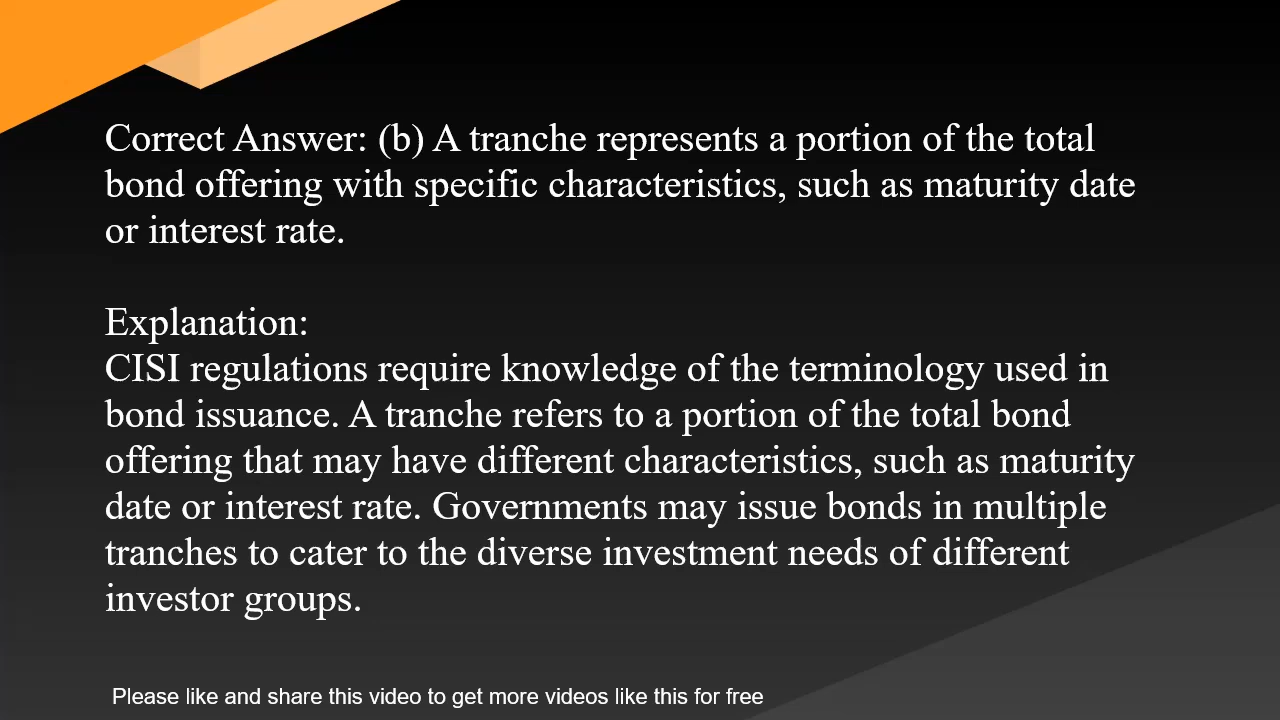 Correct Answer: (b) A tranche represents a portion of the total
bond offering with specific characteristics, such as maturity date
or interest rate.
Explanation:
CISI regulations require knowledge of the terminology used in
bond issuance. A tranche refers to a portion of the total bond
offering that may have different characteristics, such as maturity
date or interest rate. Governments may issue bonds in multiple
tranches to cater to the diverse investment needs of different
investor groups.
Please like and share this video to get more videos like this for free